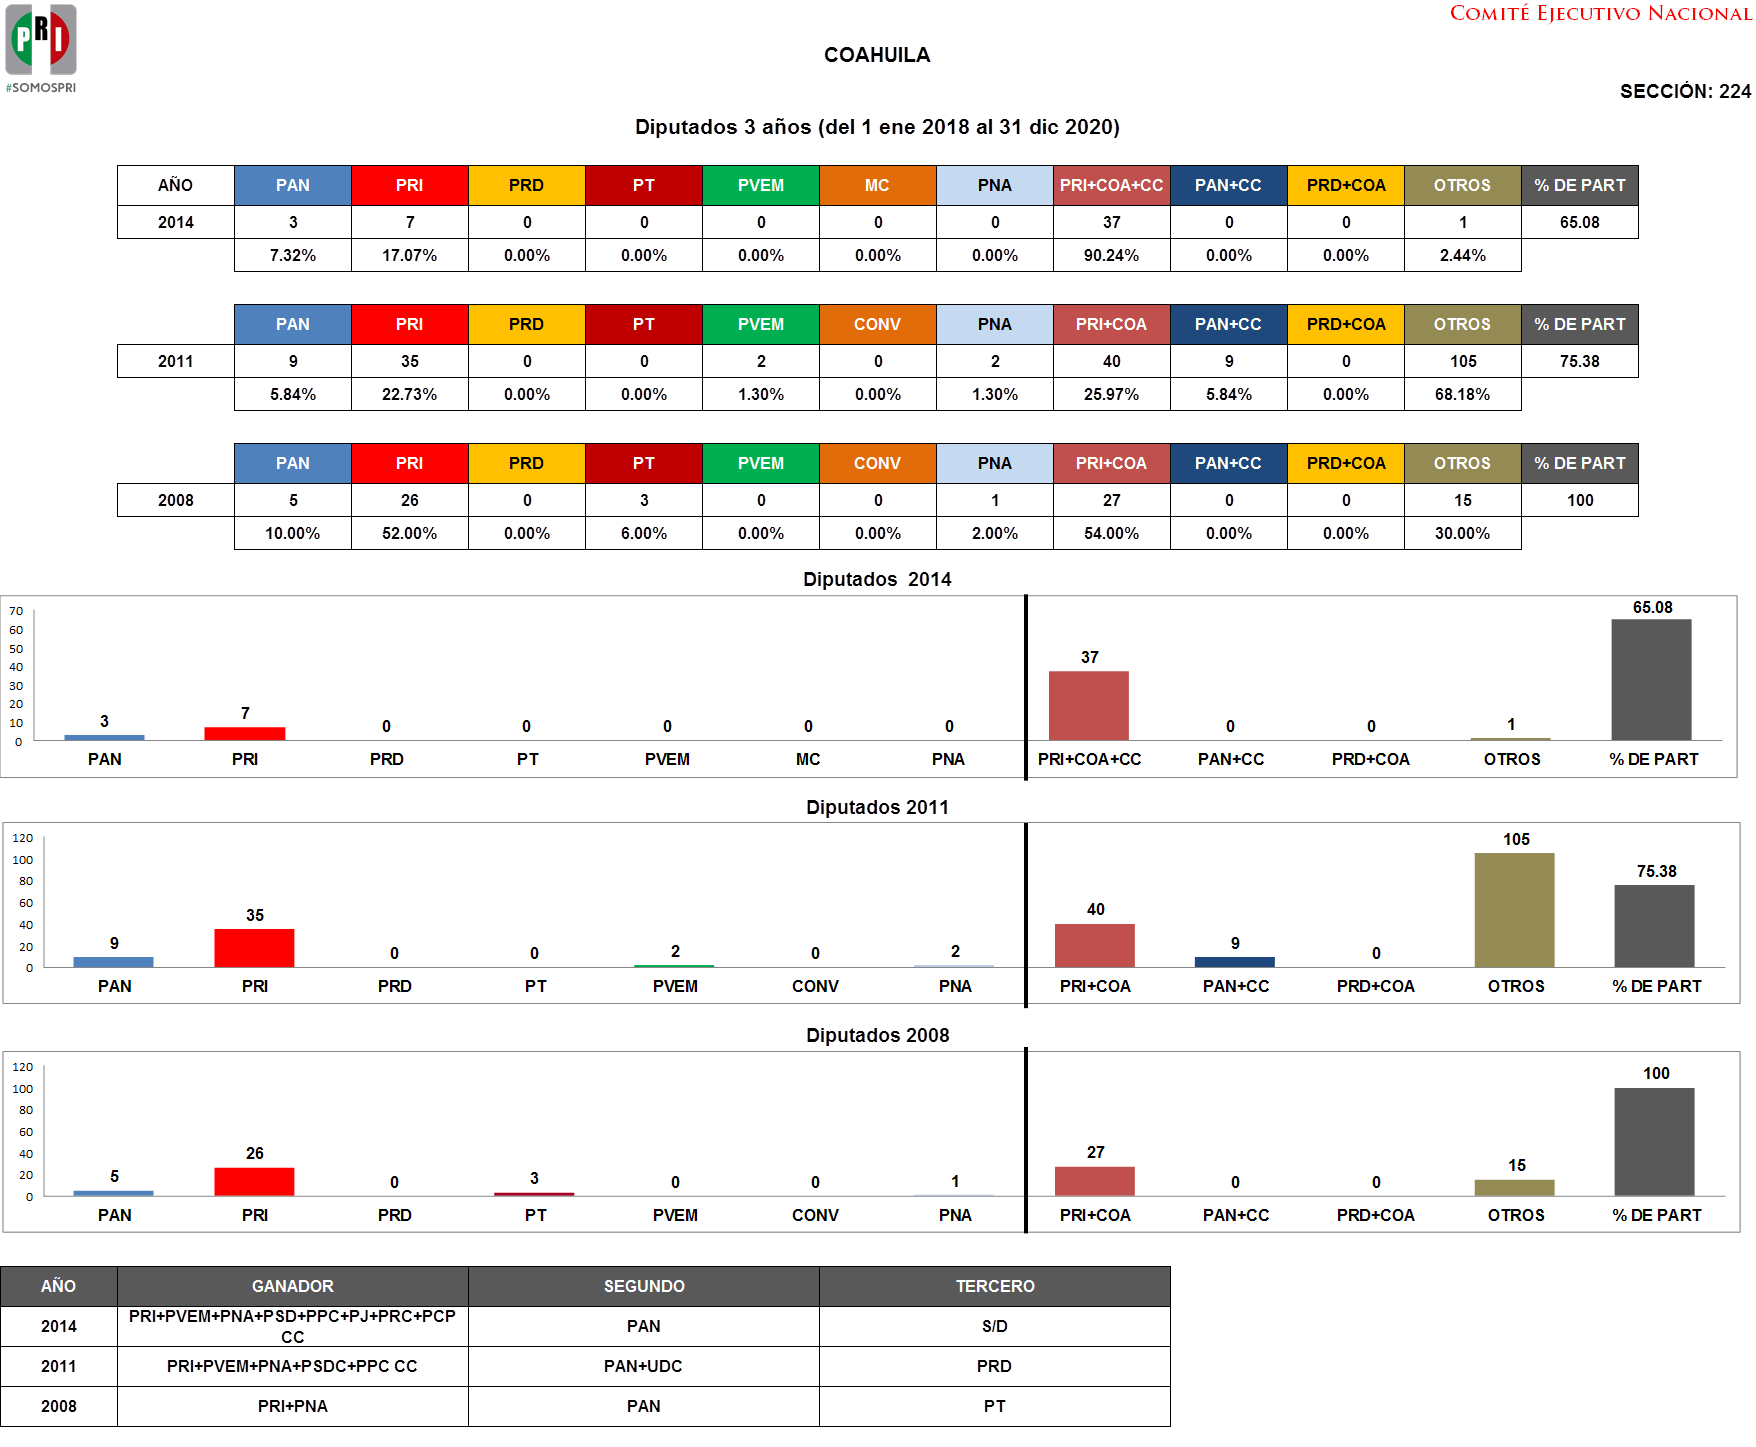 PRI
#SOMOSPRI
COMITÉ EJECUTIVO NACIONAL
COAHUILA
SECCIÓN: 224
Diputados 3 años (del 1 ene 2018 al 31 dic 2020)
AÑO PAN PRI PRD PT PVEM MC PNA PRI+COA+CC PAN+CC PRD+COA OTROS % DE PART
2014 3 7 0 0 0 0 0 37 0 0 1 65.08
7.32% 17.07% 0.00% 0.00% 0.00% 0.00% 0.00% 90.24% 0.00% 0.00% 2.44%
PAN PRI PRD PT PVEM CONV PNA PRI+COA PAN+CC PRD+COA OTROS % DE PART
2011 9 35 0 0 2 0 2 40 9 0 105 75.38
5.84% 22.73% 0.00% 0.00% 1.30% 0.00% 1.30% 25.97% 5.84% 0.00% 68.18%
PAN PRI PRD PT PVEM CONV PNA PRI+COA PAN+CC PRD+COA OTROS % DE PART
2008 5 26 0 3 0 0 1 27 0 0 15 100
10.00% 52.00% 0.00% 6.00% 0.00% 0.00% 2.00% 54.00% 0.00% 0.00% 30.00%
Diputados 2014
70
60
50
40
30
20
10
0
3 7 0 0 0 0 0 37 0 0 1 65.08
PAN PRI PRD PT PVEM MC PNA PRI+COA+CC PAN+CC PRD+COA OTROS % DE PART
Diputados 2011
120
100
80
60
40
20
0
9 35 0 0 2 0 2 40 9 0 105 75.38
PAN PRI PRD PT PVEM CONV PNA PRI+COA PAN+CC PRD+COA OTROS % DE PART
Diputados 2008
120
100
80
60
40
20
0
5 26 0 3 0 0 1 27 0 0 15 100
PAN PRI PRD PT PVEM CONV PNA PRI+COA PAN+CC PRD+COA OTROS % DE PART
AÑO GANADOR SEGUNDO TERCERO
2014 PRI+PVEM+PNA+PSD+PPC+PJ+PRC+PCP CC PAN S/D
2011 PRI+PVEM+PNA+PSDC+PPC CC PAN+UDC PRD
2008 PRI+PNA PAN PT